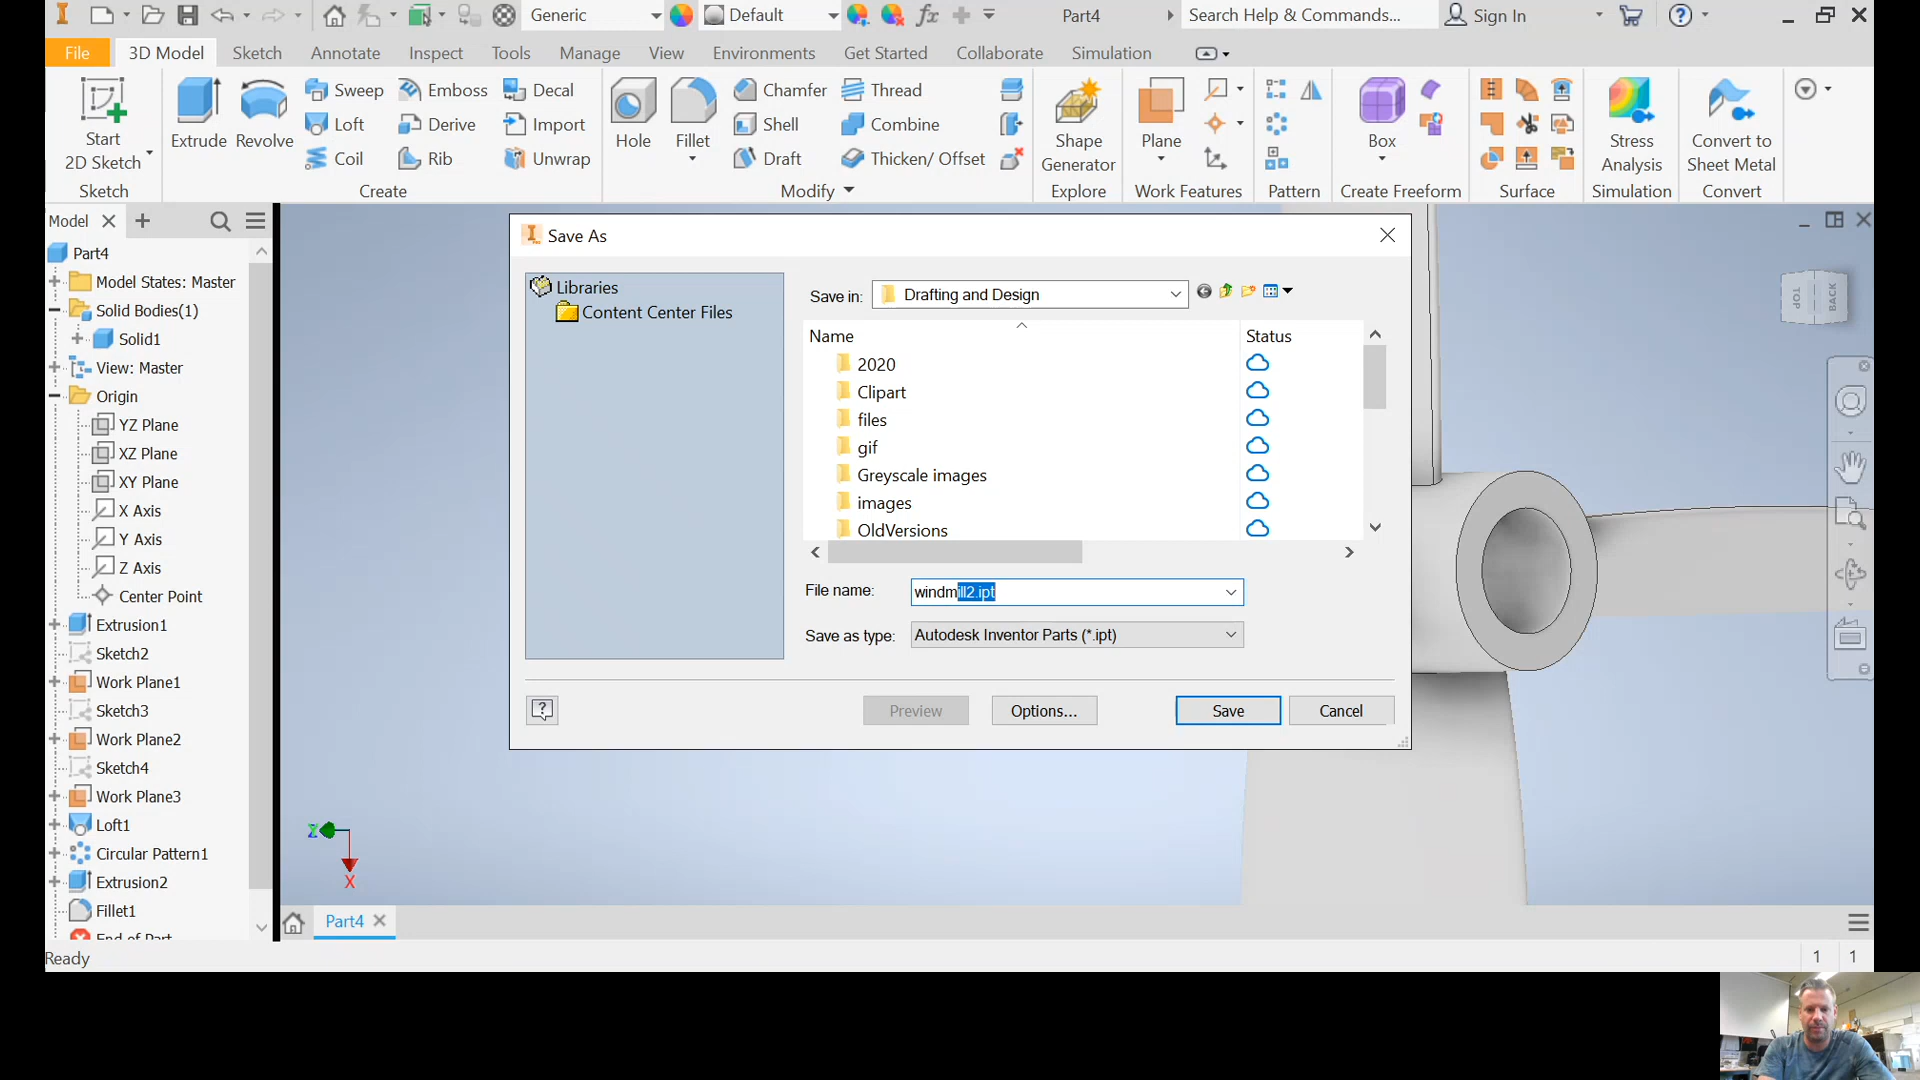 Generic
Default
fx
Part4
Search Help & Commands...
Sign In
File
3D Model
Sketch
Annotate
Inspect
Tools
Manage
View
Environments
Get Started
Collaborate
Simulation
Start
2D Sketch
Sketch
Extrude
Revolve
Sweep
Loft
Coil
Emboss
Derive
Rib
Decal
Import
Unwrap
Create
Hole
Fillet
Chamfer
Shell
Draft
Thread
Combine
Thicken/ Offset
Modify
Shape
Generator
Explore
Plane
Work Features
Pattern
Box
Create Freeform
Surface
Stress
Analysis
Simulation
Convert to
Sheet Metal
Convert
Model
Part4
Model States: Master
Solid Bodies(1)
Solid1
View: Master
Origin
YZ Plane
XZ Plane
XY Plane
X Axis
Y Axis
Z Axis
Center Point
Extrusion1
Sketch2
Work Plane1
Sketch3
Work Plane2
Sketch4
Work Plane3
Loft1
Circular Pattern1
Extrusion2
Fillet1
End of Part
Save As
Libraries
Content Center Files
Save in:
Drafting and Design
Name
Status
2020
Clipart
files
gif
Greyscale images
images
OldVersions
File name:
windmill2.ipt
Save as type:
Autodesk Inventor Parts (*.ipt)
Preview
Options...
Save
Cancel
TOP
BACK
Z
X
Part4
Ready
1
1